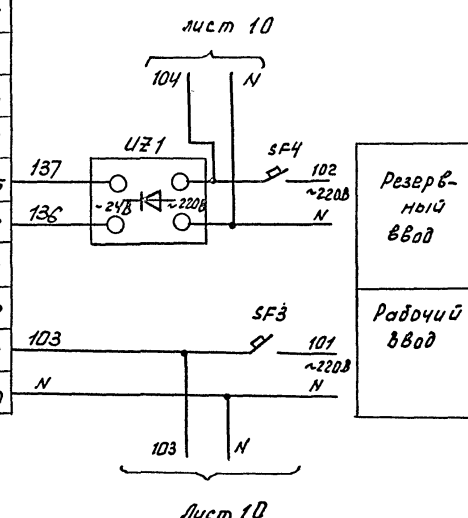 лист 10
104 N
UZ1
SF4
137
102
~24В ~220В
~220В
136
N
Резерв-
ный
ввод
SF3
103
101
~220В
N
N
Рабочий
ввод
103 N
Лист 10